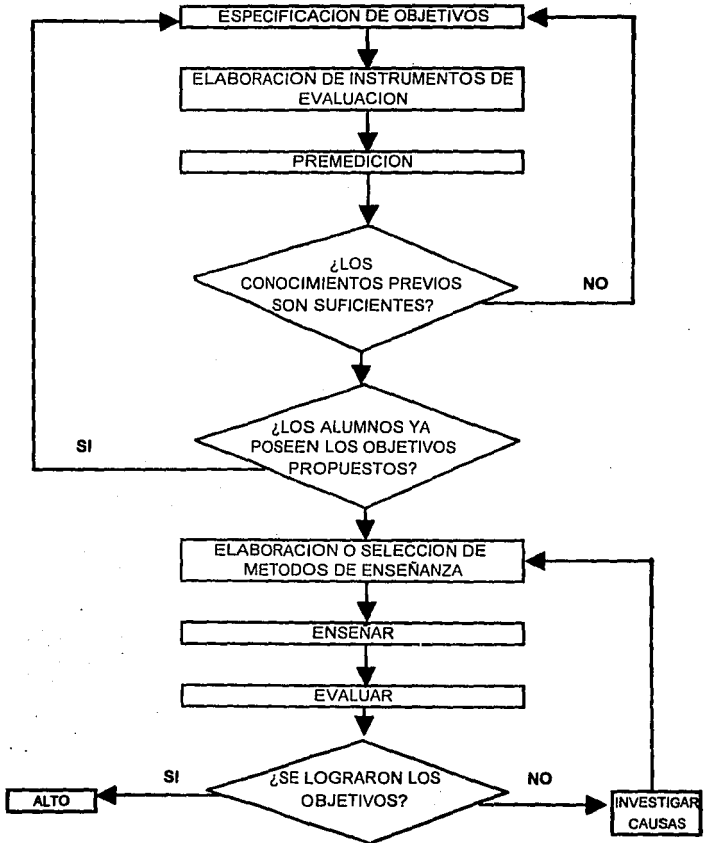 ESPECIFICACION DE OBJETIVOS
ELABORACION DE INSTRUMENTOS DE
EVALUACION
PREMEDICION
¿LOS
CONOCIMIENTOS PREVIOS
SON SUFICIENTES?
NO
¿LOS ALUMNOS YA
POSEEN LOS OBJETIVOS
PROPUESTOS?
SI
ELABORACION O SELECCION DE
METODOS DE ENSEÑANZA
ENSEÑAR
EVALUAR
¿SE LOGRARON LOS
OBJETIVOS?
SI
NO
ALTO
INVESTIGAR
CAUSAS